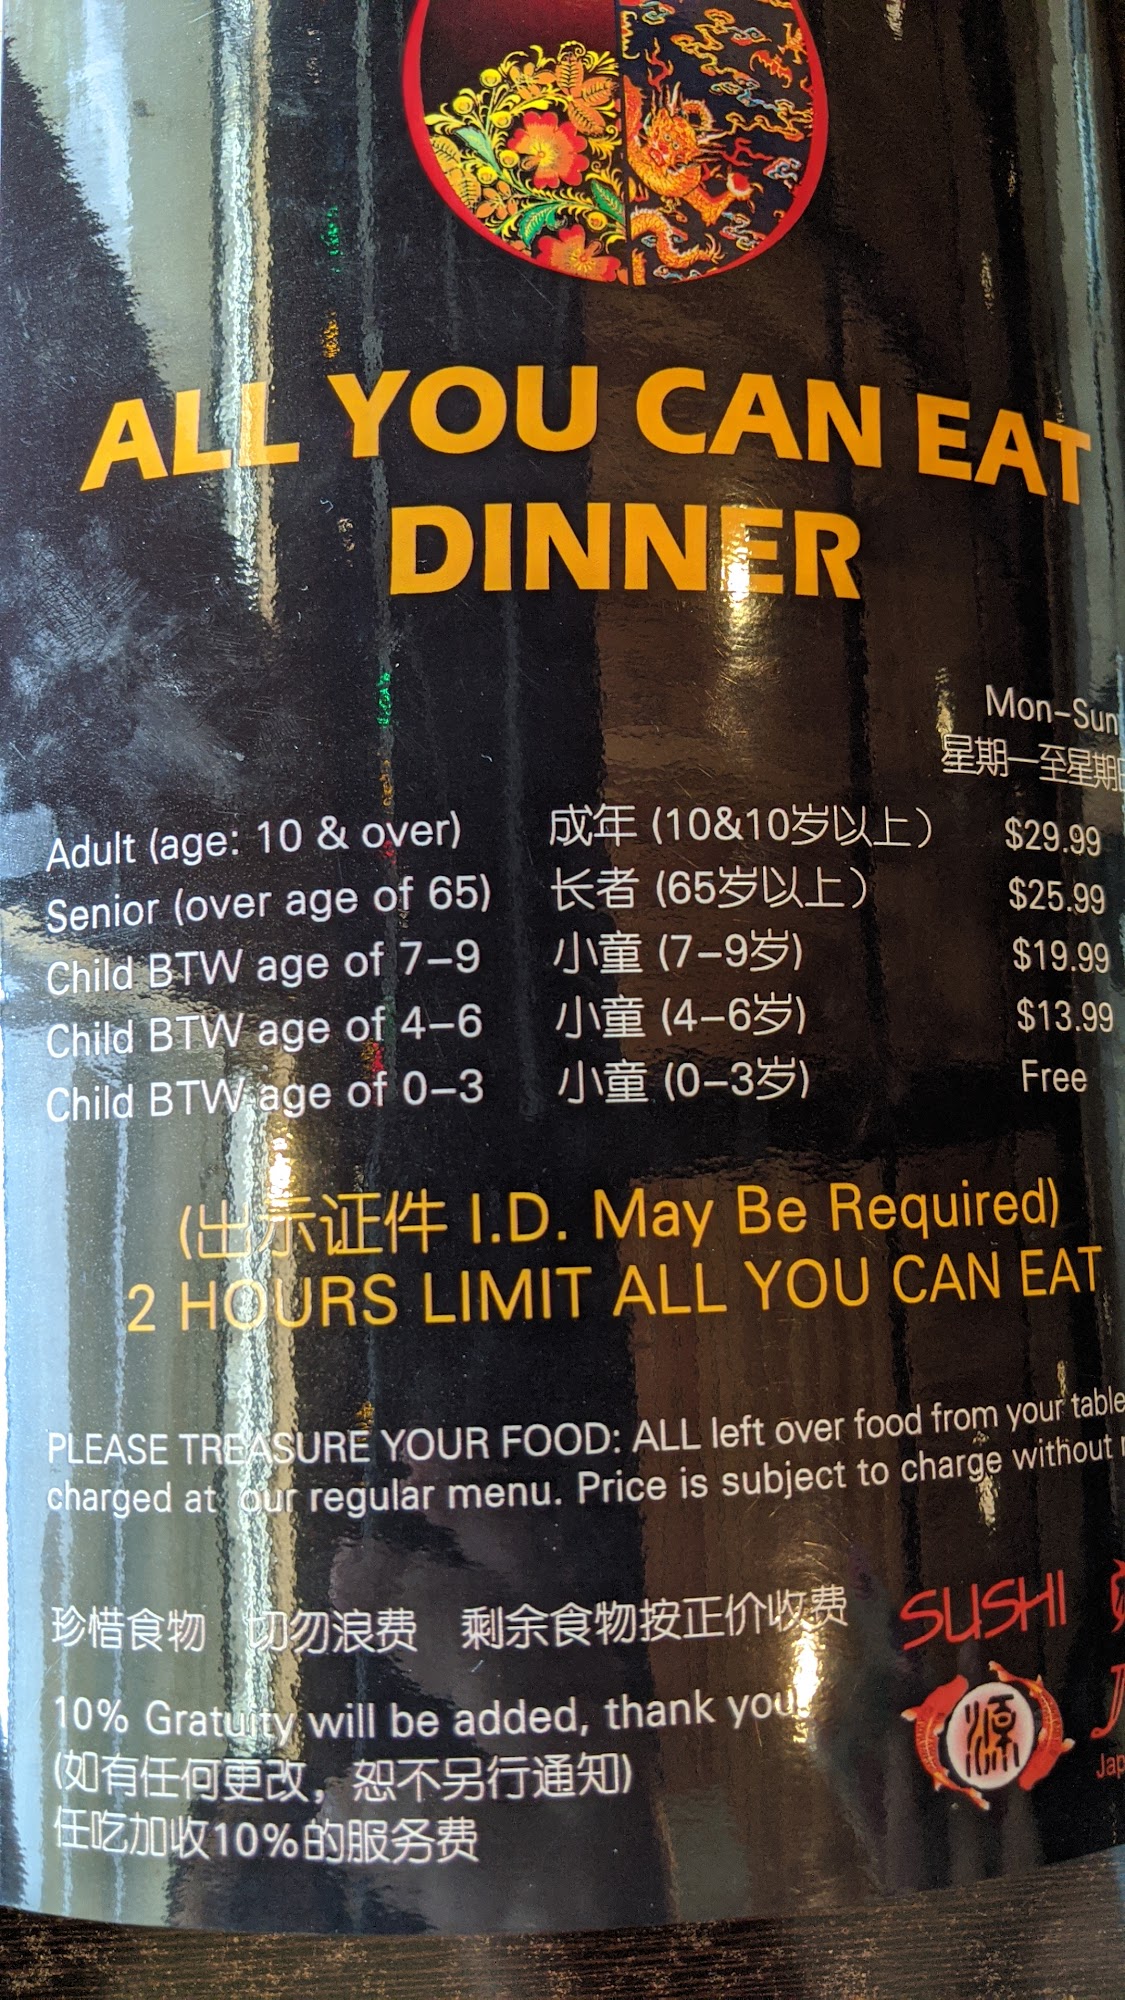 ALL YOU CAN EAT
DINNER
Mon-Sun
星期一至星期日
Adult (age: 10 & over) 成年 (10&10岁以上) $29.99
Senior (over age of 65) 长者 (65岁以上) $25.99
Child BTW age of 7-9 小童 (7-9岁) $19.99
Child BTW age of 4-6 小童 (4-6岁) $13.99
Child BTW age of 0-3 小童 (0-3岁) Free
(出示证件 I.D. May Be Required)
2 HOURS LIMIT ALL YOU CAN EAT
PLEASE TREASURE YOUR FOOD: ALL left over food from your table
charged at our regular menu. Price is subject to charge without
珍惜食物 切勿浪费 剩余食物按正价收费
SUSHI
源
10% Gratuity will be added, thank you
(如有任何更改，恕不另行通知)
任吃加收10%的服务费